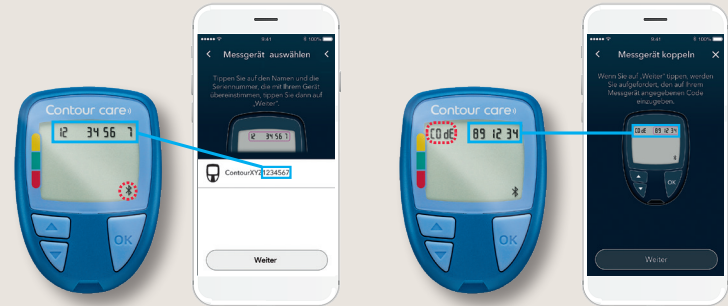 Contour care
12 34 56 7
OK
9:41
100%
< Messgerät auswählen <
Tippen Sie auf den Namen und die
Seriennummer, die mit Ihrem Gerät
übereinstimmen, tippen Sie dann auf
„Weiter“.
12 34 56 7
ContourXYZ1234567
Weiter
Contour care
COdE 89 12 34
OK
9:41
100%
< Messgerät koppeln X
Wenn Sie auf „Weiter“ tippen, werden
Sie aufgefordert, den auf Ihrem
Messgerät angegebenen Code
einzugeben.
COdE 89 12 34
OK
Weiter